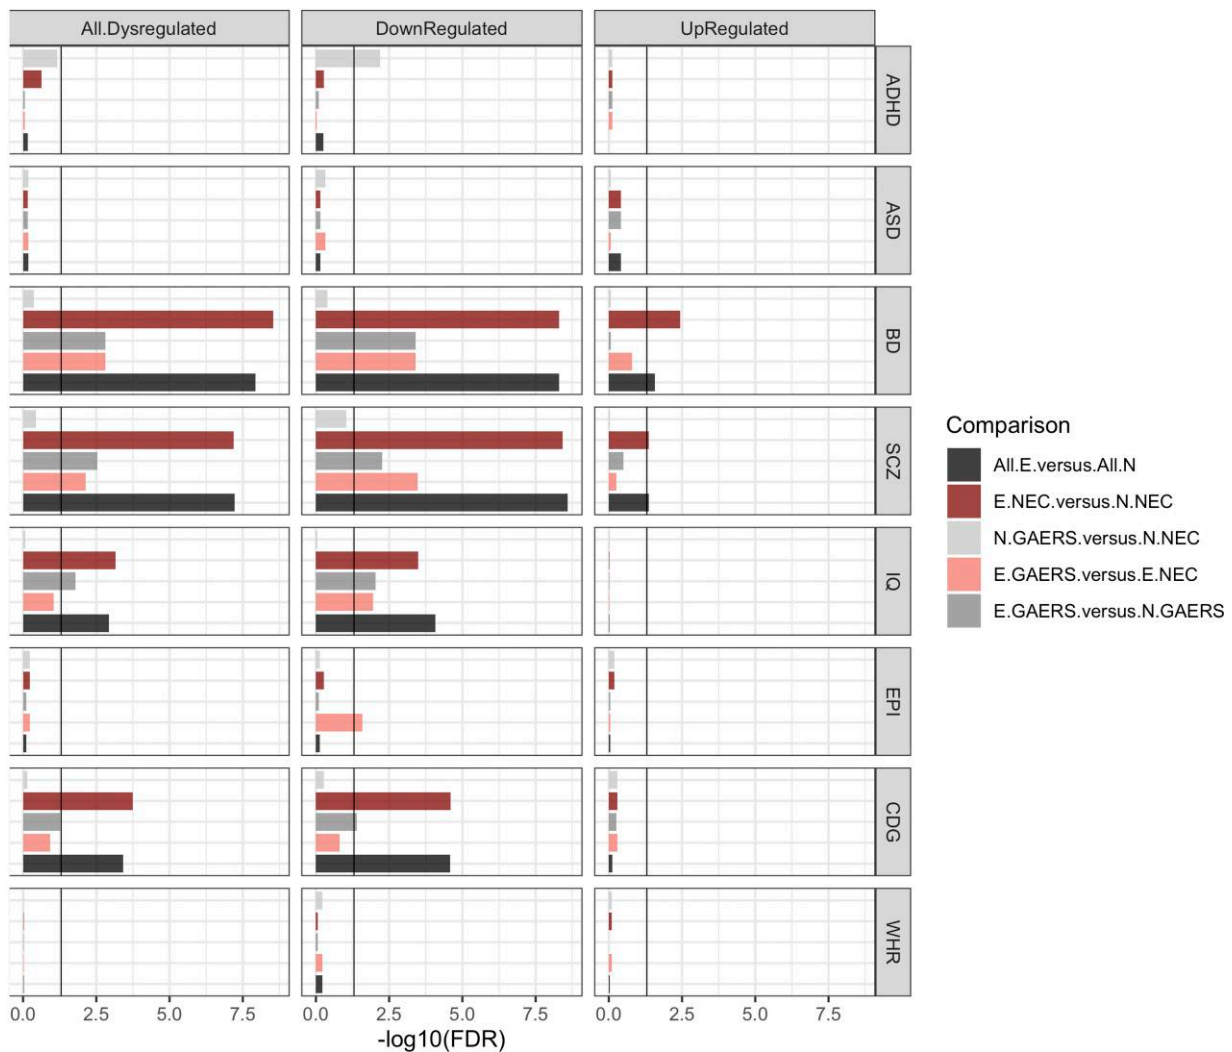 All.Dysregulated
DownRegulated
UpRegulated
ADHD
ASD
BD
SCZ
IQ
EPI
CDG
WHR
0.0 2.5 5.0 7.5 0.0 2.5 5.0 7.5 0.0 2.5 5.0 7.5
-log10(FDR)
Comparison
All.E.versus.All.N
E.NEC.versus.N.NEC
N.GAERS.versus.N.NEC
E.GAERS.versus.E.NEC
E.GAERS.versus.N.GAERS